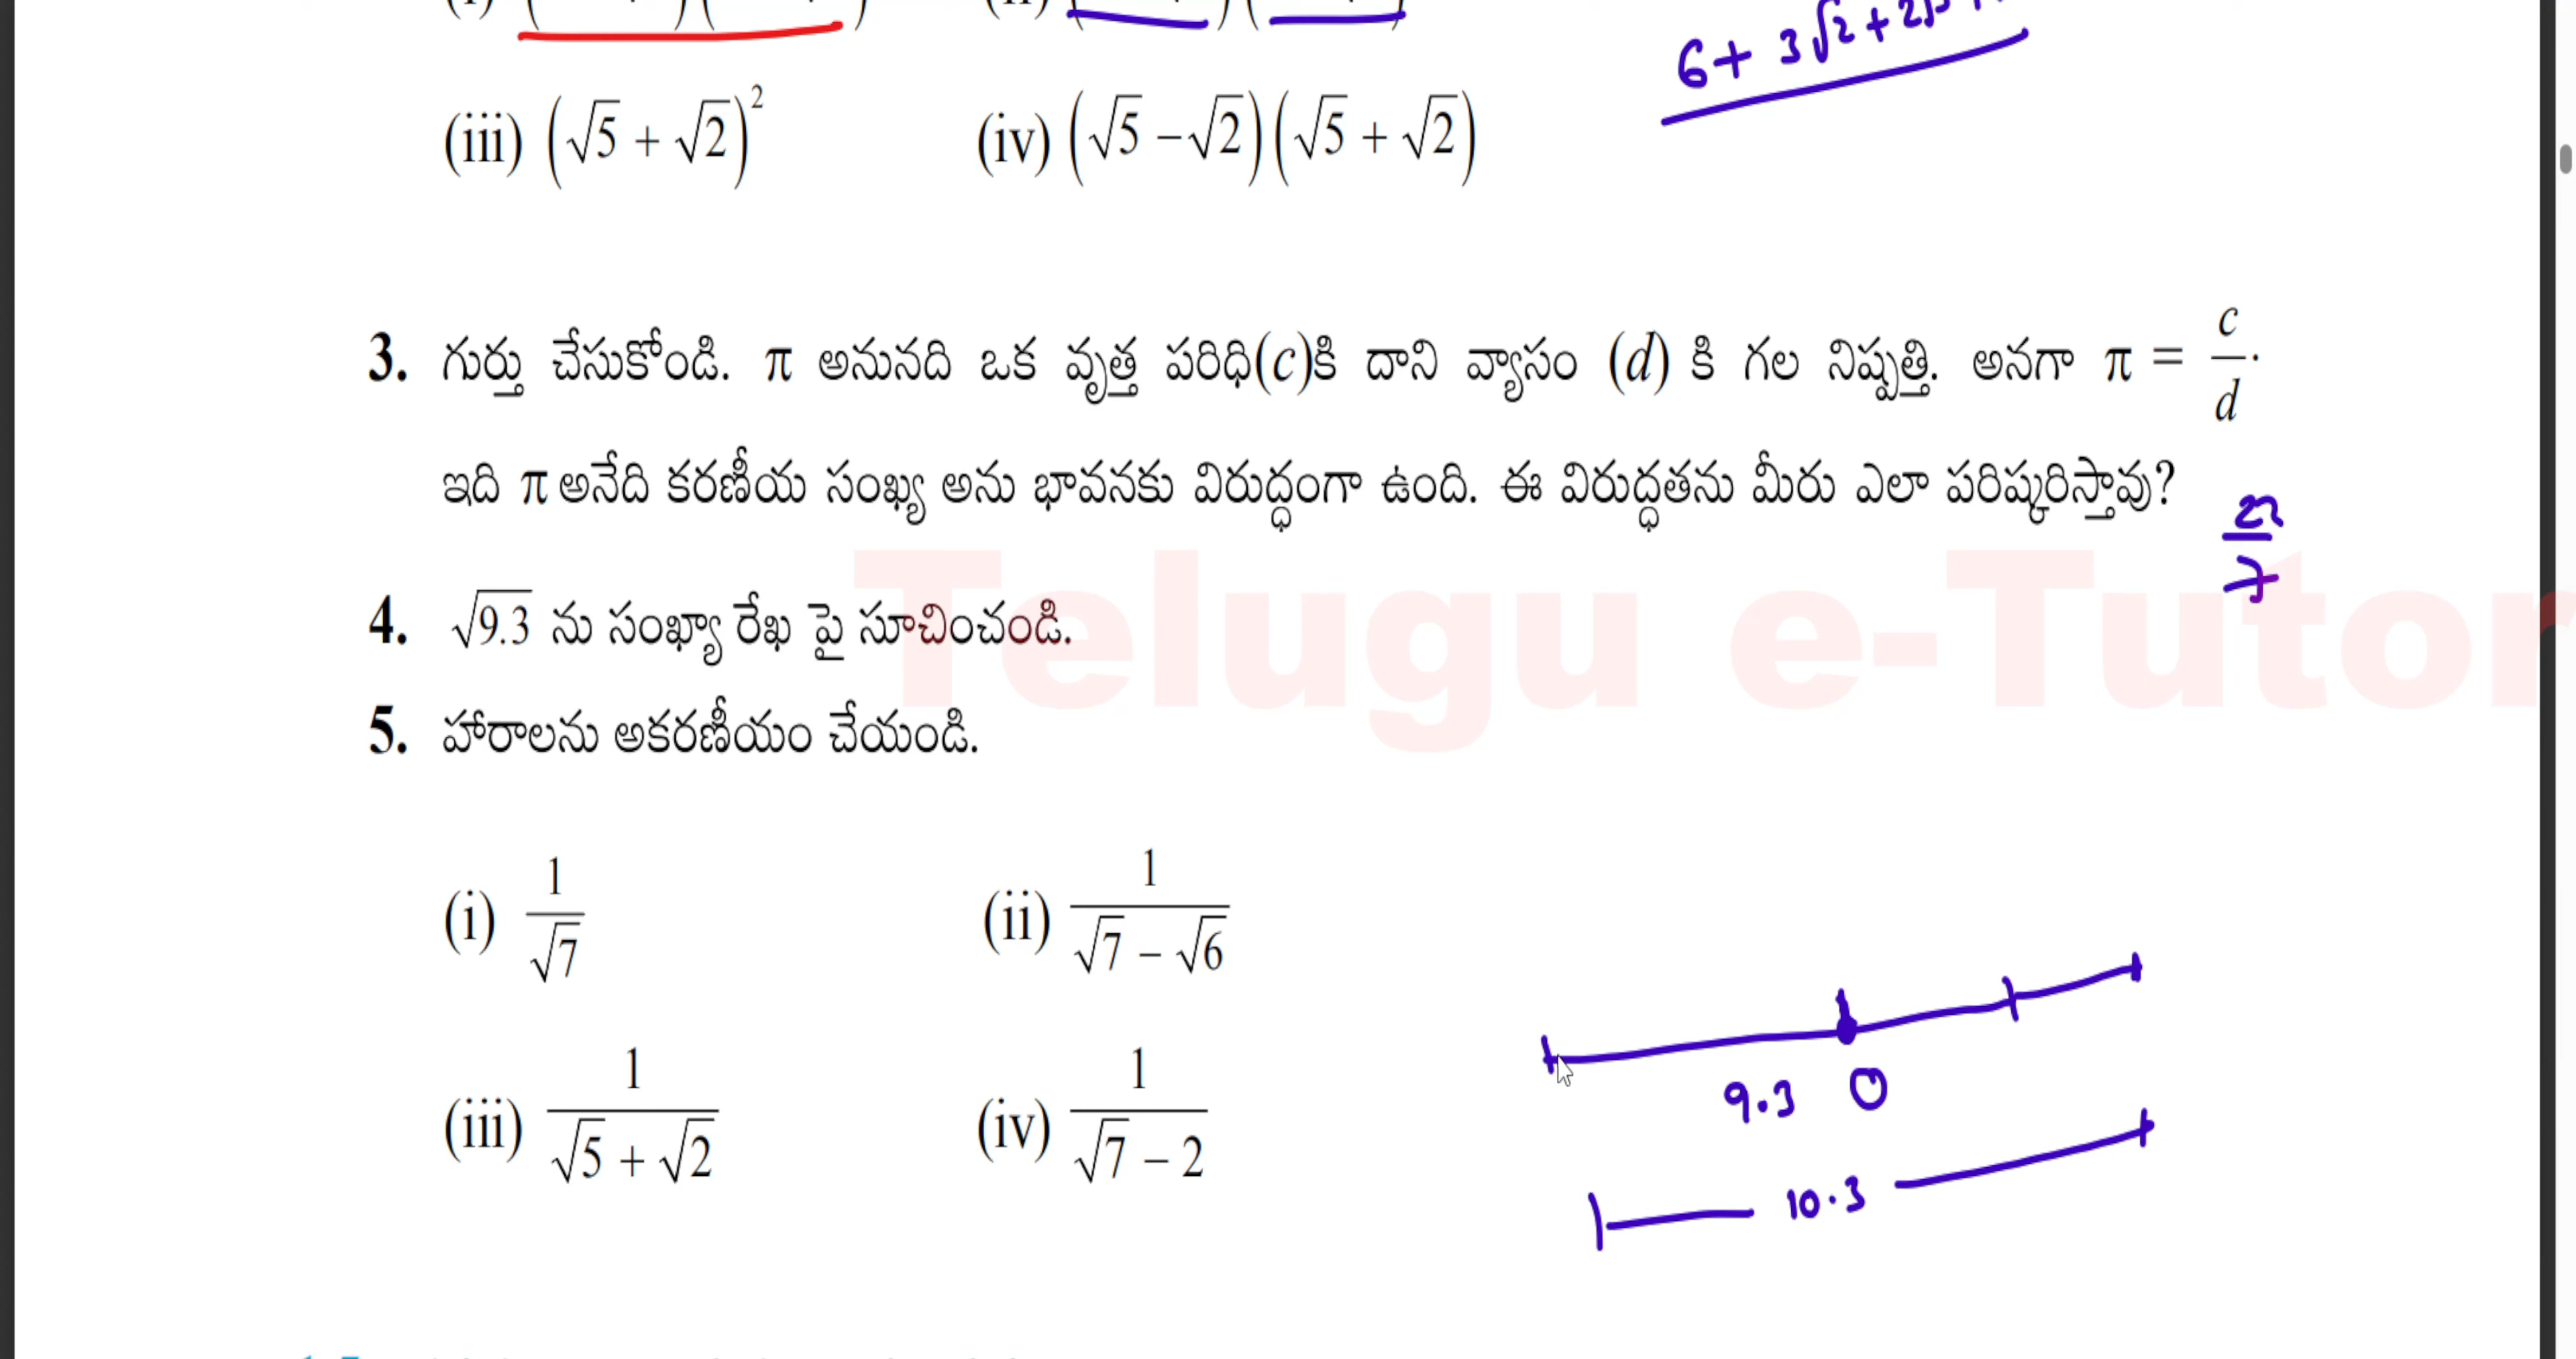 6 + 3√2 + 2√3
(iii) (√5 + √2)² (iv) (√5 − √2)(√5 + √2)
3. గుర్తు చేసుకోండి. π అనునది ఒక వృత్త పరిధి(c)కి దాని వ్యాసం (d) కి గల నిష్పత్తి. అనగా π = c/d.
ఇది π అనేది కరణీయ సంఖ్య అను భావనకు విరుద్ధంగా ఉంది. ఈ విరుద్ధతను మీరు ఎలా పరిష్కరిస్తావు?
22/7
Telugu e-Tutor
4. √9.3 ను సంఖ్యా రేఖ పై సూచించండి.
5. హారాలను అకరణీయం చేయండి.
(i) 1/√7 (ii) 1/(√7 − √6)
(iii) 1/(√5 + √2) (iv) 1/(√7 − 2)
9.3 0
10.3